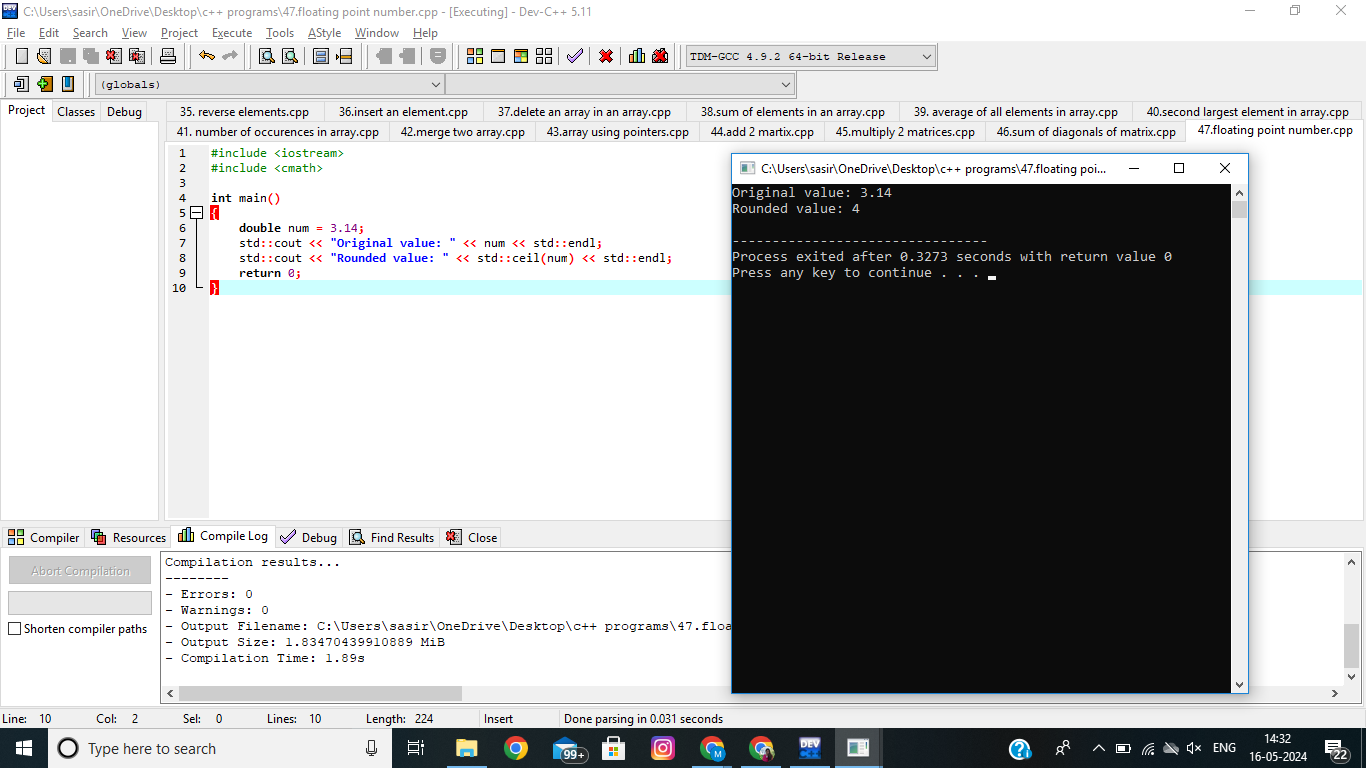 C:\Users\sasir\OneDrive\Desktop\c++ programs\47.floating point number.cpp - [Executing] - Dev-C++ 5.11
File Edit Search View Project Execute Tools AStyle Window Help
TDM-GCC 4.9.2 64-bit Release
(globals)
Project Classes Debug
35. reverse elements.cpp 36.insert an element.cpp 37.delete an array in an array.cpp 38.sum of elements in an array.cpp 39. average of all elements in array.cpp 40.second largest element in array.cpp
41. number of occurences in array.cpp 42.merge two array.cpp 43.array using pointers.cpp 44.add 2 martix.cpp 45.multiply 2 matrices.cpp 46.sum of diagonals of matrix.cpp 47.floating point number.cpp
1 #include <iostream>
2 #include <cmath>
3
4 int main()
5 {
6 double num = 3.14;
7 std::cout << "Original value: " << num << std::endl;
8 std::cout << "Rounded value: " << std::ceil(num) << std::endl;
9 return 0;
10 }
C:\Users\sasir\OneDrive\Desktop\c++ programs\47.floating poi...
Original value: 3.14
Rounded value: 4
--------------------------------
Process exited after 0.3273 seconds with return value 0
Press any key to continue . . .
Compiler Resources Compile Log Debug Find Results Close
Abort Compilation
Shorten compiler paths
Compilation results...
--------
- Errors: 0
- Warnings: 0
- Output Filename: C:\Users\sasir\OneDrive\Desktop\c++ programs\47.floa
- Output Size: 1.83470439910889 MiB
- Compilation Time: 1.89s
Line: 10 Col: 2 Sel: 0 Lines: 10 Length: 224 Insert Done parsing in 0.031 seconds
Type here to search
99+
M
DEV
ENG
14:32
16-05-2024
22